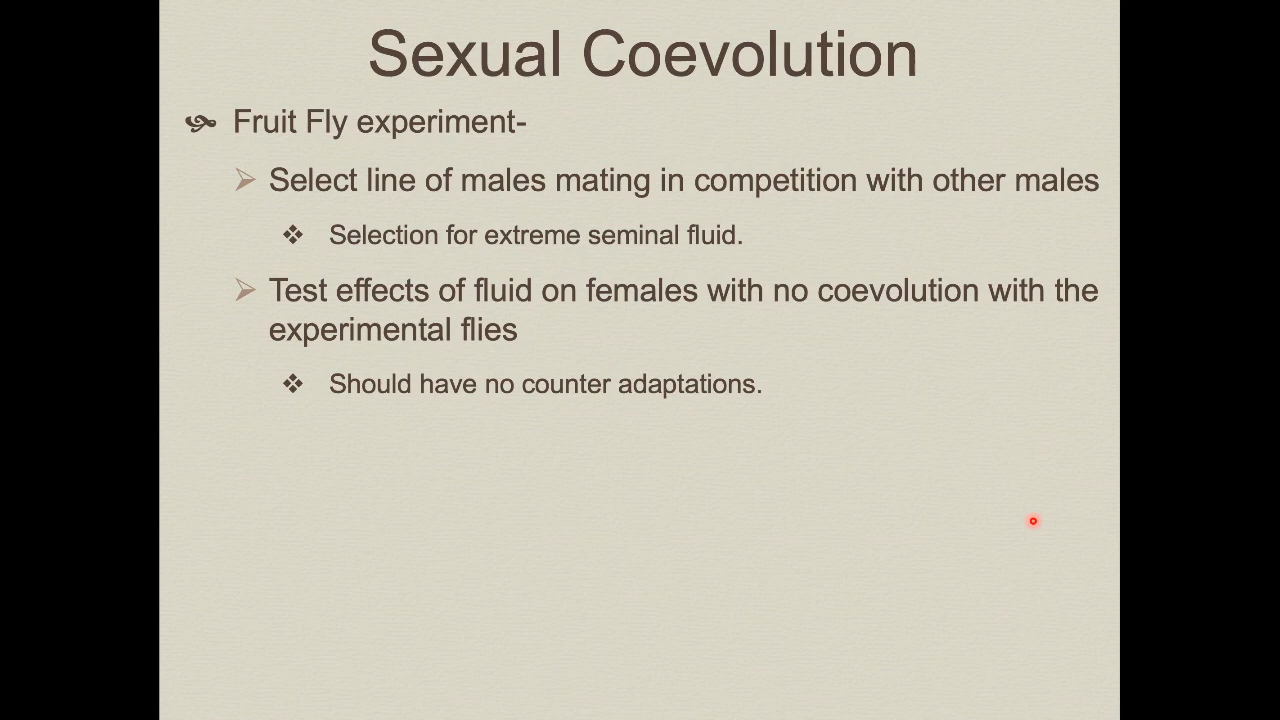 Sexual Coevolution
Fruit Fly experiment-
Select line of males mating in competition with other males
Selection for extreme seminal fluid.
Test effects of fluid on females with no coevolution with the
experimental flies
Should have no counter adaptations.